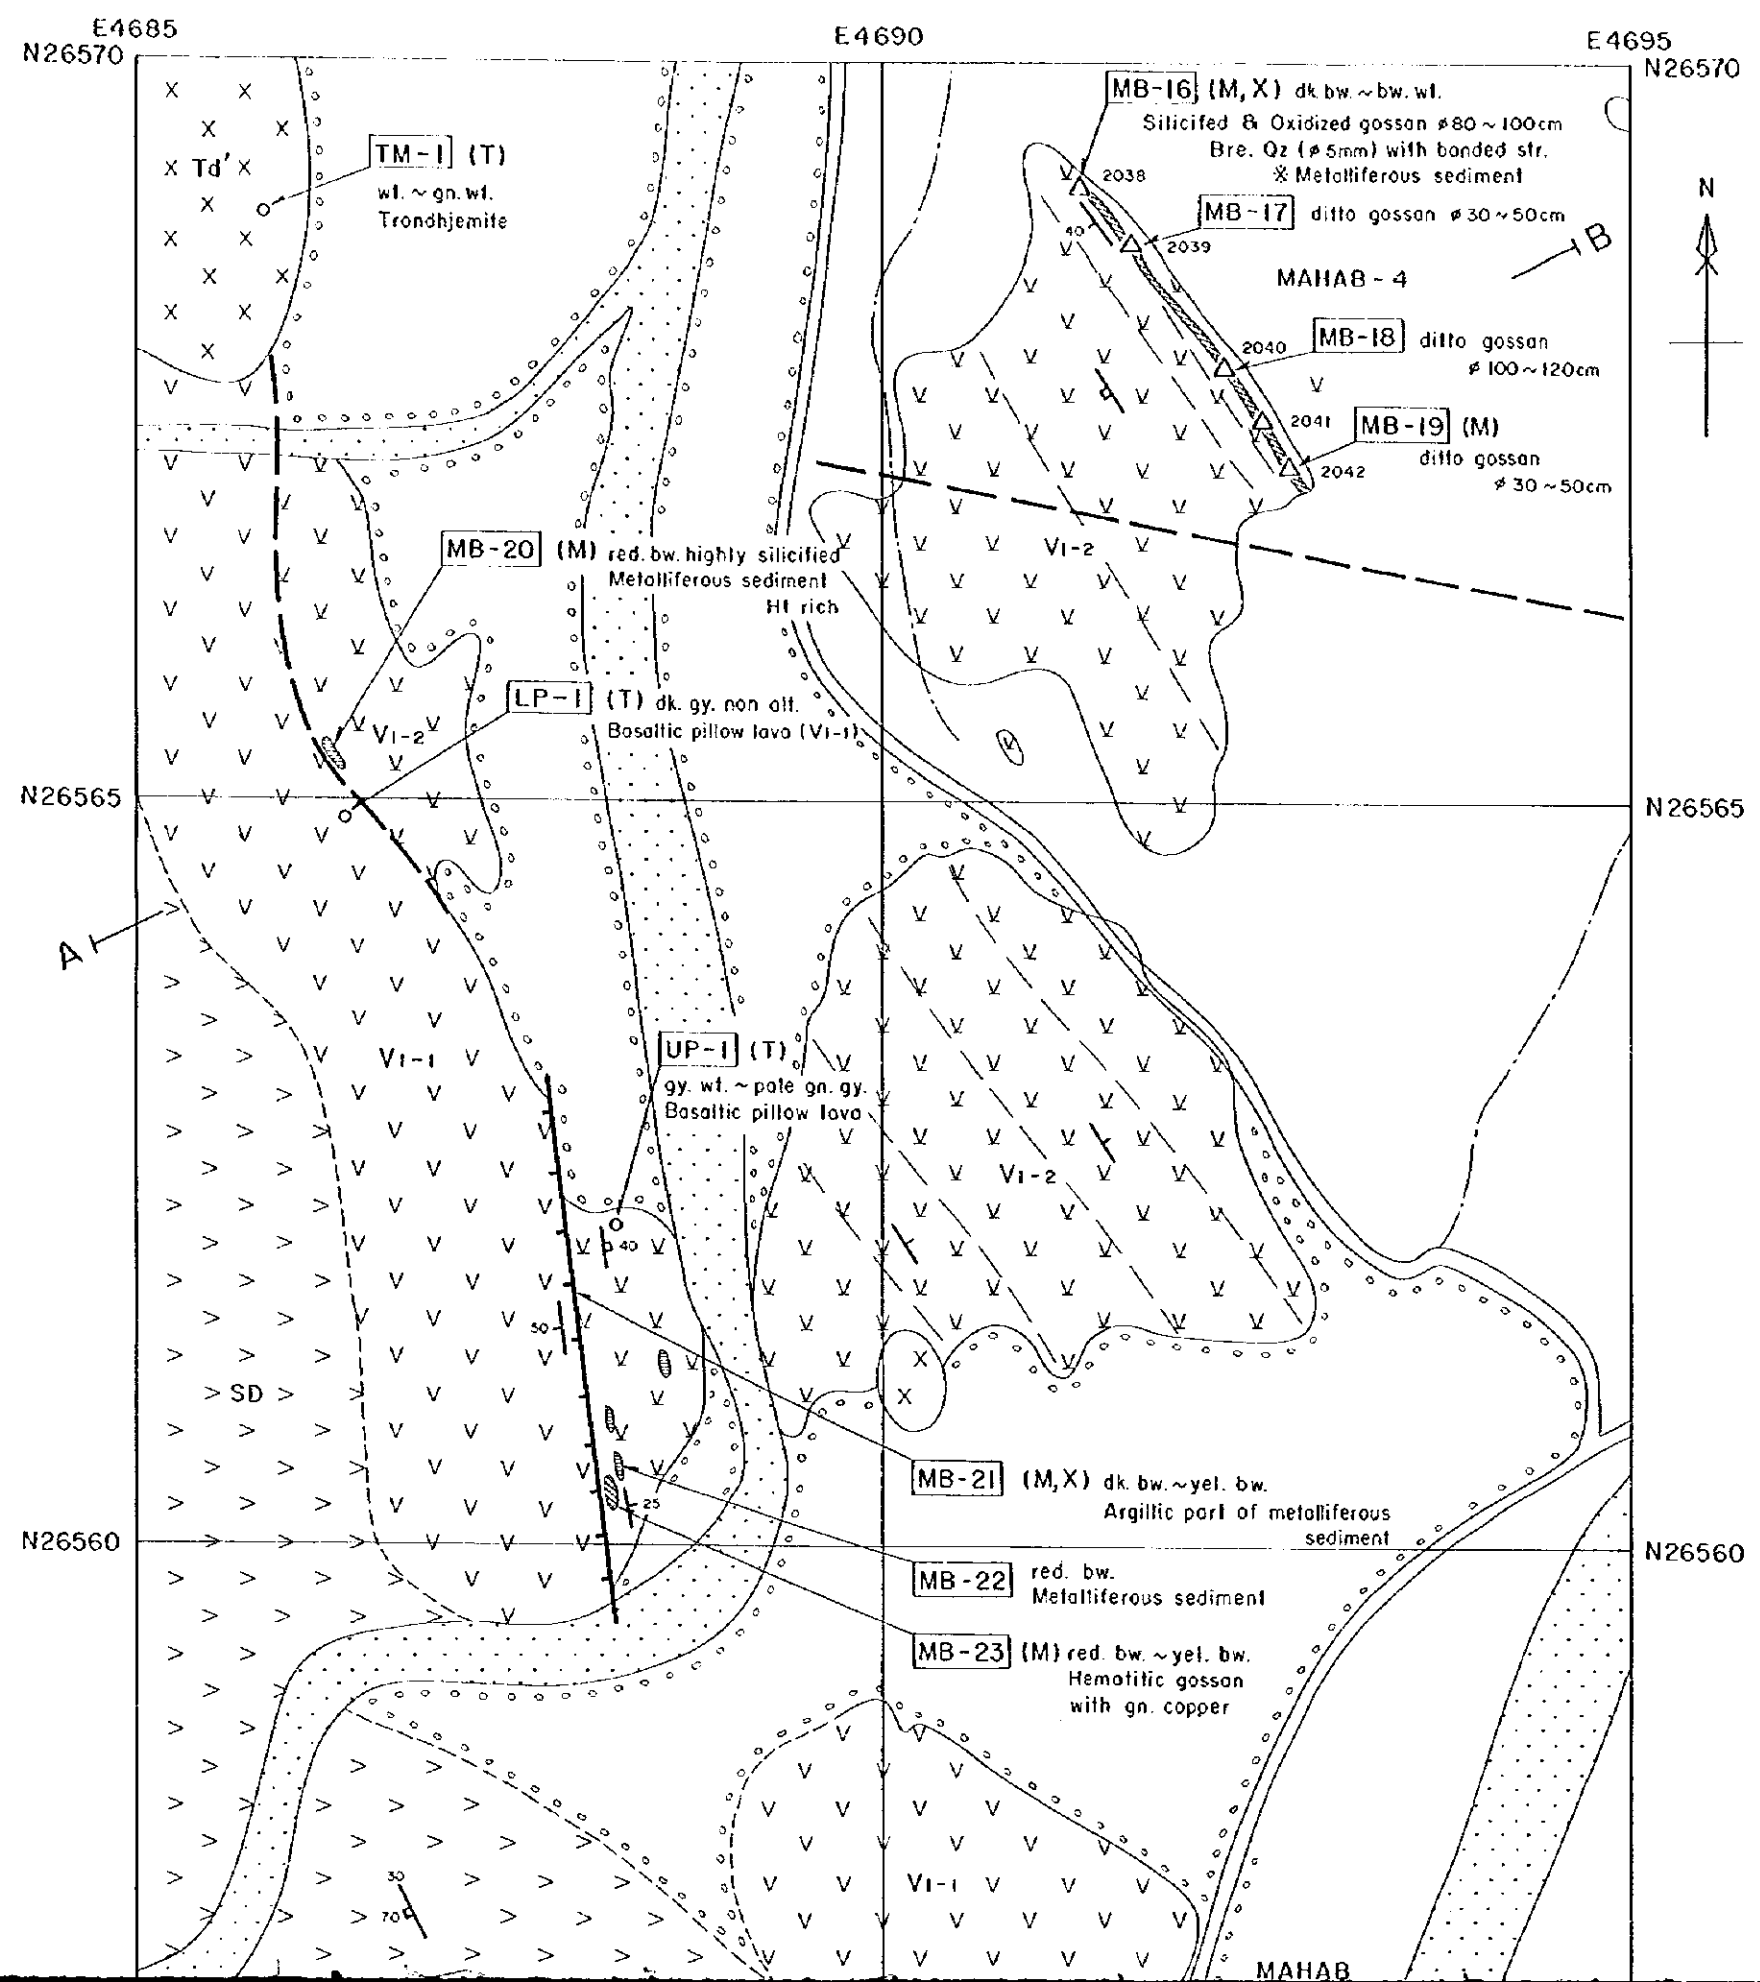 E4685
E4690
E4695
N26570
N26570
MB-16 (M,X) dk bw. ~ bw. wt.
Silicifed & Oxidized gossan ø80 ~ 100cm
Bre. Qz (ø 5mm) with banded str.
※ Metalliferous sediment
TM-1 (T)
wt. ~ gn. wt.
Trondhjemite
Td'
2038
N
MB-17 ditto gossan ø 30 ~ 50cm
40
2039
B
MAHAB - 4
2040
MB-18 ditto gossan
ø 100 ~ 120cm
2041
MB-19 (M)
ditto gossan
ø 30 ~ 50cm
2042
MB-20 (M) red. bw. highly silicified
Metalliferous sediment
Ht rich
V1-2
LP-1 (T) dk. gy. non alt.
Basaltic pillow lava (V1-1)
V1-2
N26565
N26565
A
V1-1
UP-1 (T)
gy. wt. ~ pale gn. gy.
Basaltic pillow lava
V1-2
40
50
SD
MB-21 (M,X) dk. bw. ~ yel. bw.
Argillic part of metalliferous
sediment
25
N26560
N26560
MB-22 red. bw.
Metalliferous sediment
MB-23 (M) red. bw. ~ yel. bw.
Hematitic gossan
with gn. copper
30
70
V1-1
MAHAB